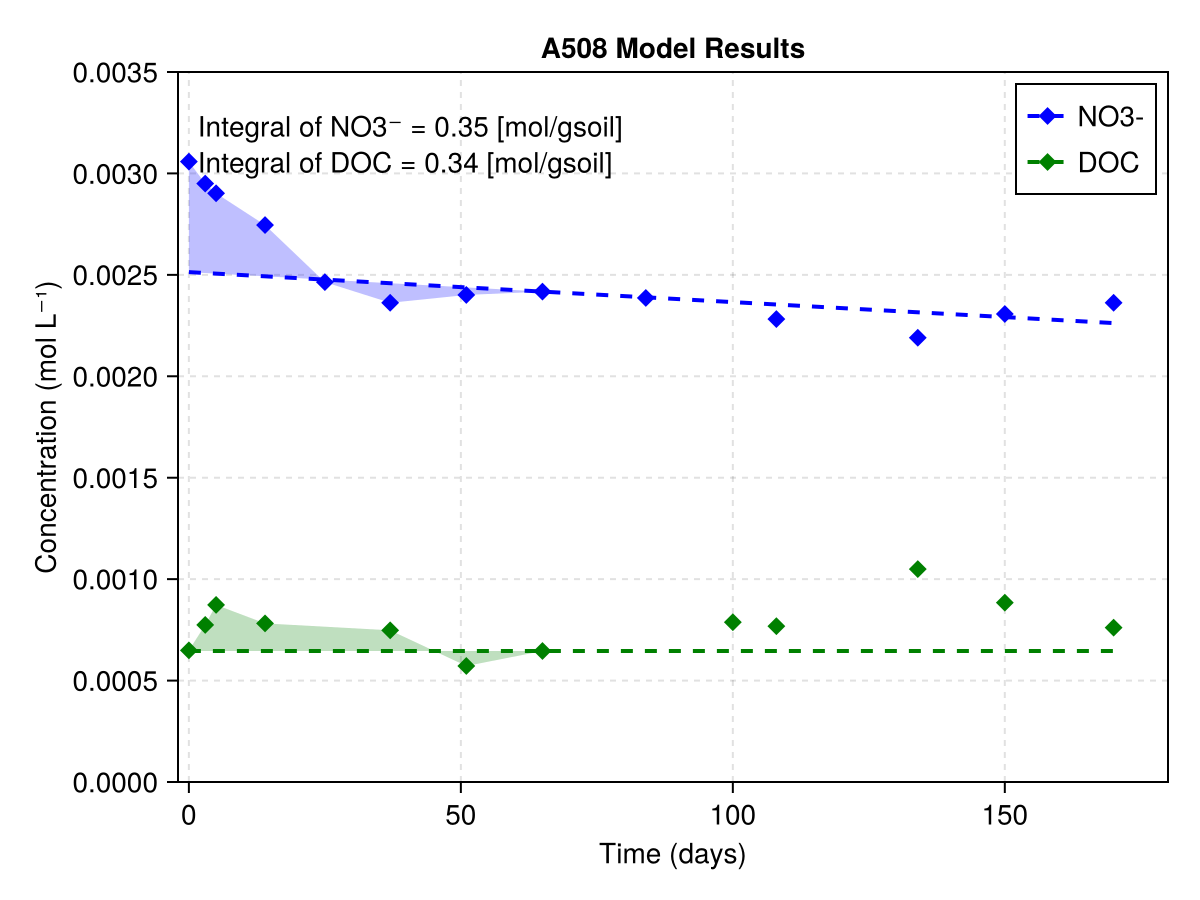 A508 Model Results
0.0035
0.0030
0.0025
0.0020
0.0015
0.0010
0.0005
0.0000
Concentration (mol L⁻¹)
Integral of NO3⁻ = 0.35 [mol/gsoil]
Integral of DOC = 0.34 [mol/gsoil]
NO3-
DOC
0 50 100 150
Time (days)